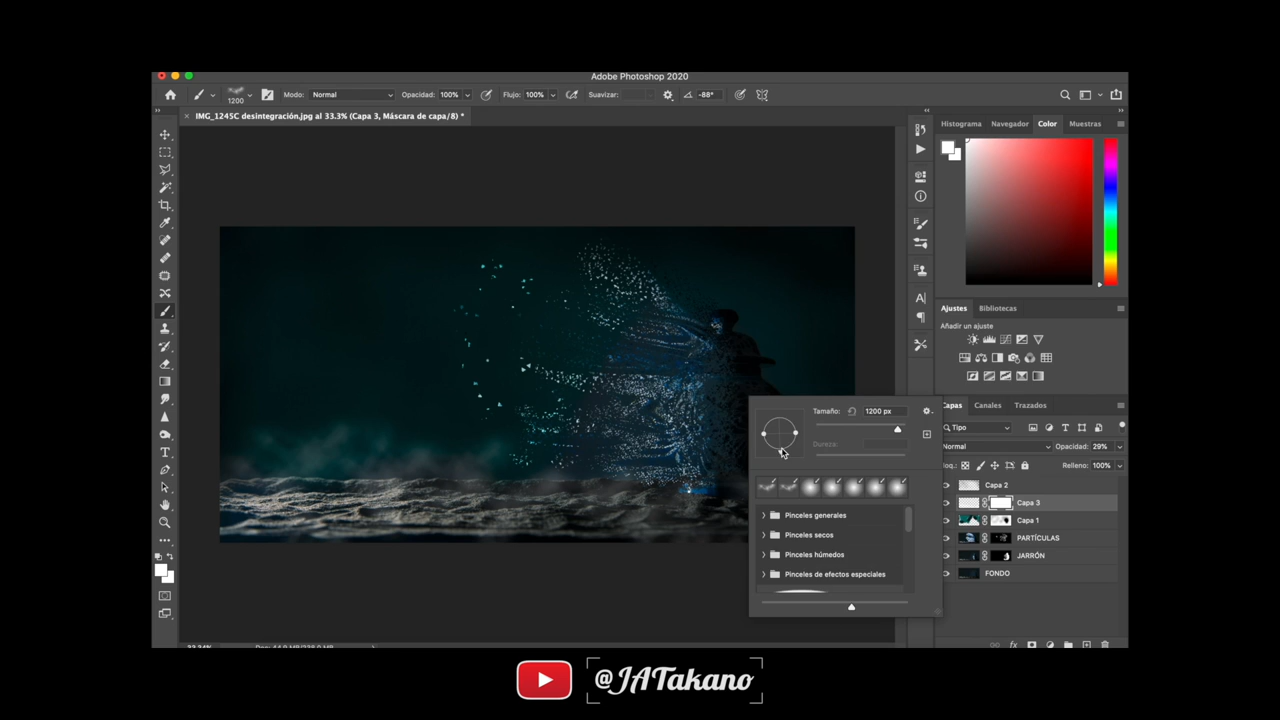 Adobe Photoshop 2020
1200
Modo: Normal
Opacidad: 100%
Flujo: 100%
Suavizar:
-88°
IMG_1245C desintegración.jpg al 33.3% (Capa 3, Máscara de capa/8) *
Histograma Navegador Color Muestras
Ajustes Bibliotecas
Añadir un ajuste
Capas Canales Trazados
Tipo
Normal Opacidad: 29%
Relleno: 100%
Capa 2
Capa 3
Capa 1
PARTÍCULAS
JARRÓN
FONDO
Tamaño: 1200 px
Dureza:
Pinceles generales
Pinceles secos
Pinceles húmedos
Pinceles de efectos especiales
@JATakano